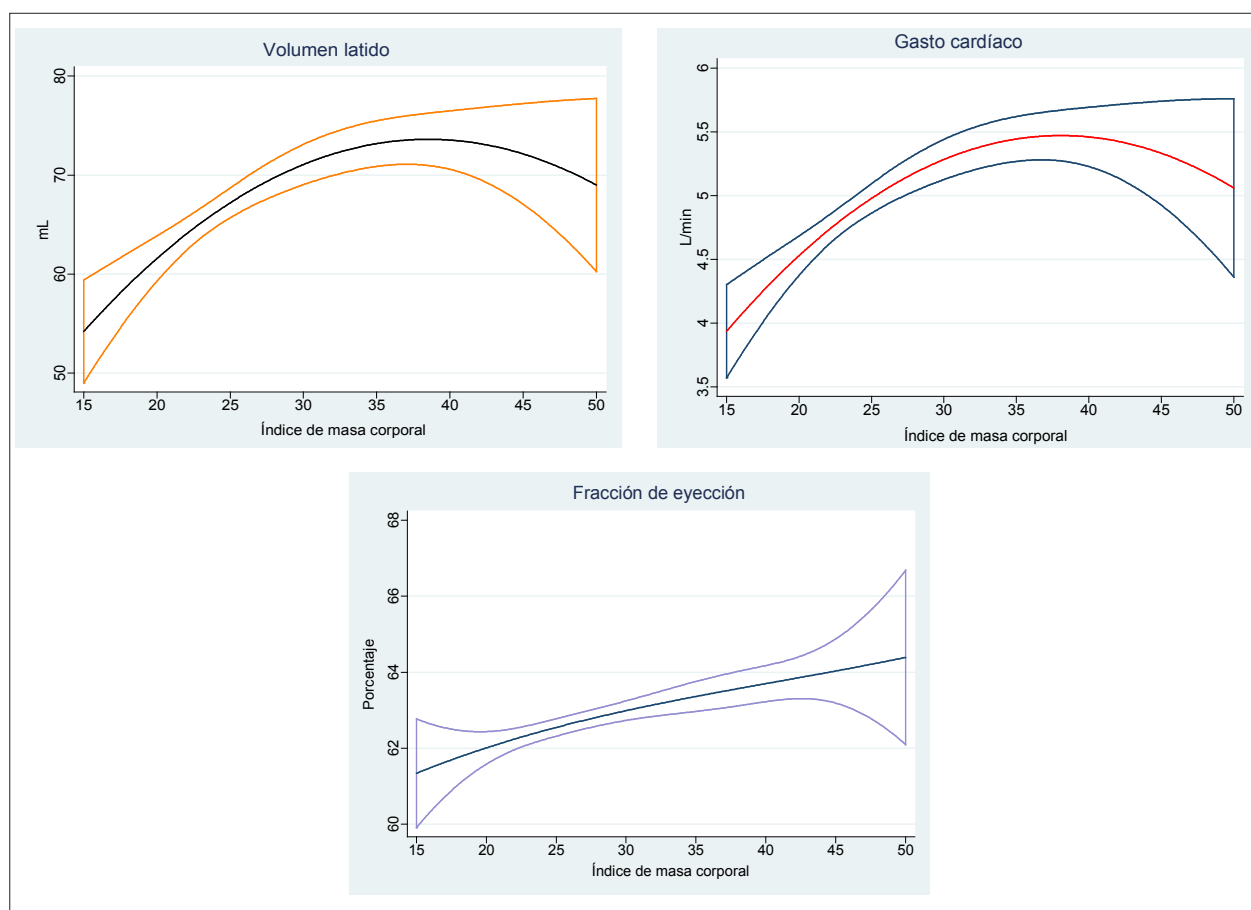 Volumen latido
80
70
mL
60
50
15 20 25 30 35 40 45 50
Índice de masa corporal
Gasto cardíaco
6
5.5
5
L/min
4.5
4
3.5
15 20 25 30 35 40 45 50
Índice de masa corporal
Fracción de eyección
68
66
64
Porcentaje
62
60
15 20 25 30 35 40 45 50
Índice de masa corporal